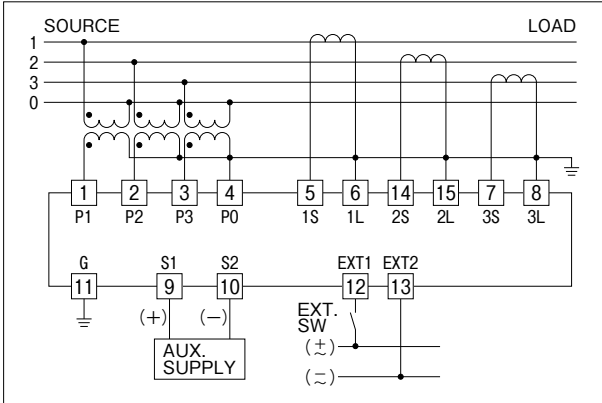 SOURCE LOAD
1
2
3
0
1 2 3 4 5 6 14 15 7 8
P1 P2 P3 P0 1S 1L 2S 2L 3S 3L
G S1 S2 EXT1 EXT2
11 9 10 12 13
(+) (−)
EXT.
SW
AUX.
SUPPLY
(±~)
(−~)